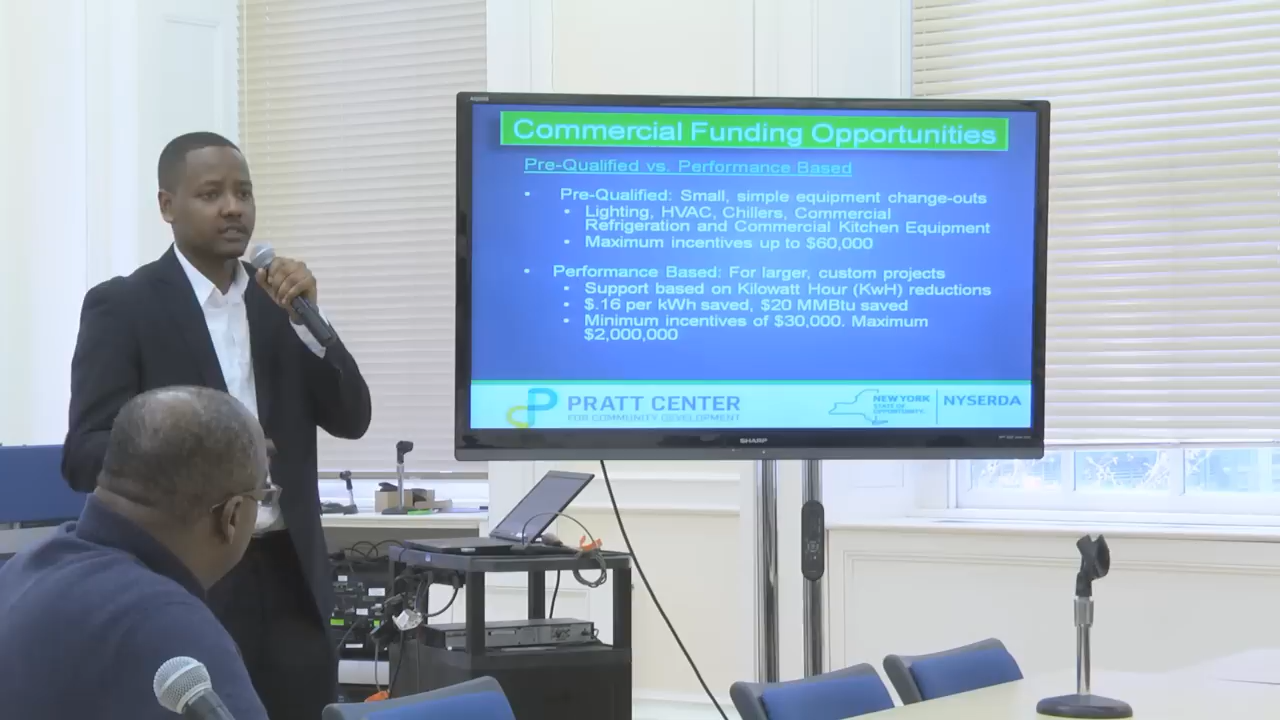 Commercial Funding Opportunities
Pre-Qualified vs. Performance Based
• Pre-Qualified: Small, simple equipment change-outs
• Lighting, HVAC, Chillers, Commercial
Refrigeration and Commercial Kitchen Equipment
• Maximum incentives up to $60,000
• Performance Based: For larger, custom projects
• Support based on Kilowatt Hour (KwH) reductions
• $.16 per kWh saved, $20 MMBtu saved
• Minimum incentives of $30,000. Maximum
$2,000,000
PRATT CENTER
FOR COMMUNITY DEVELOPMENT
NEW YORK
STATE OF
OPPORTUNITY.
NYSERDA
SHARP